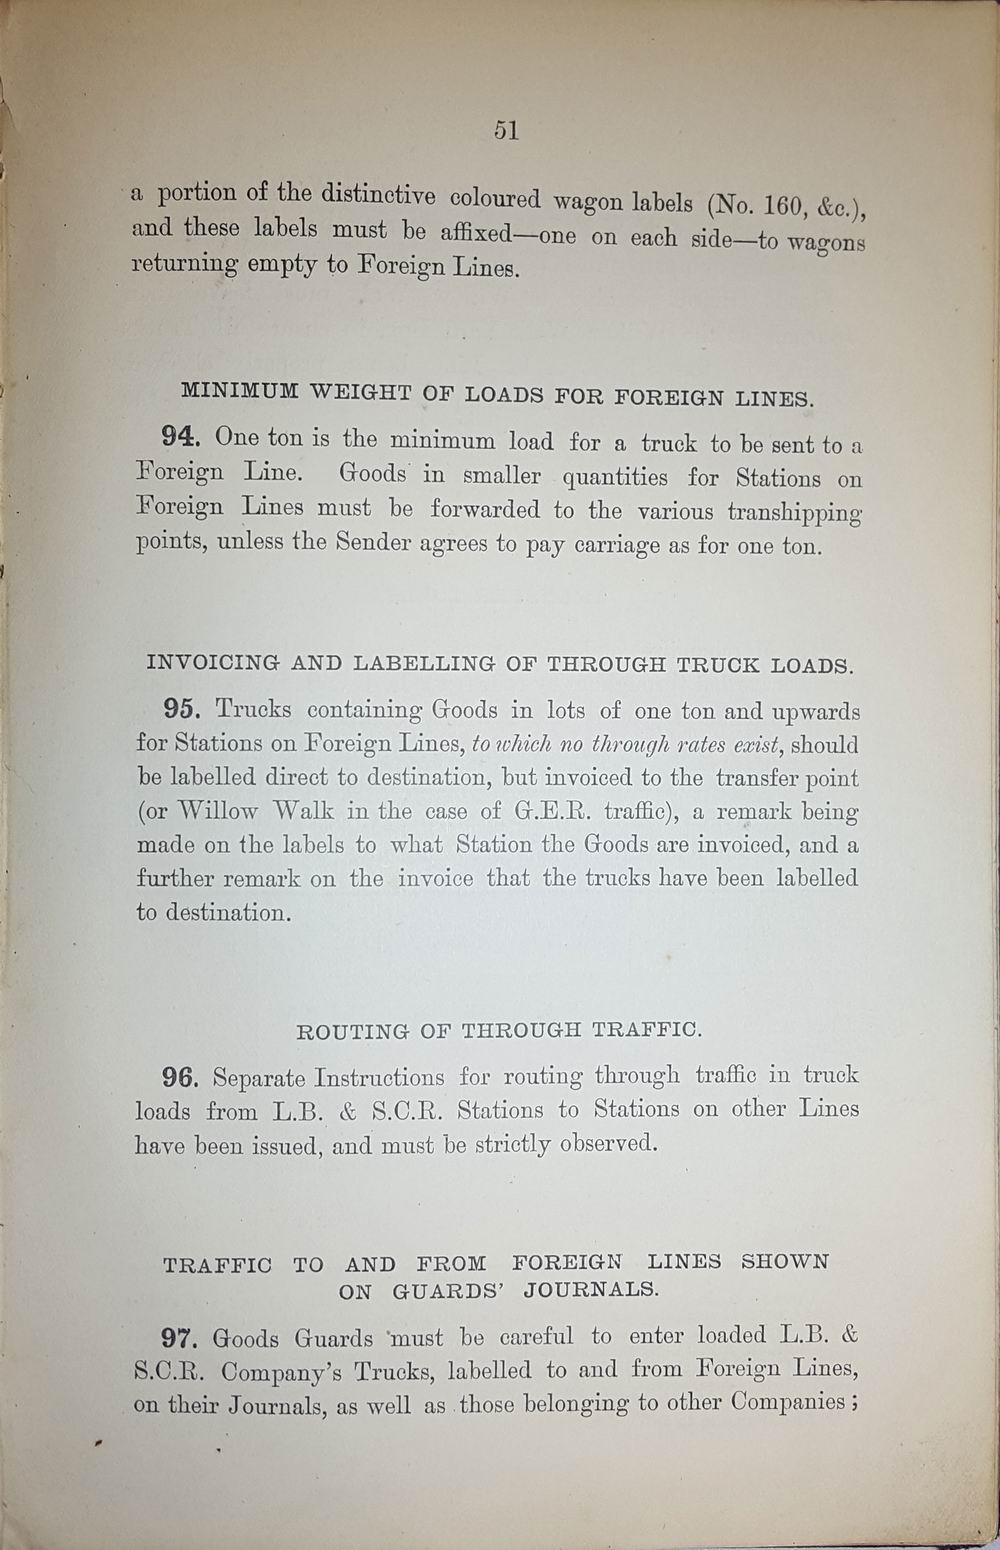 51
a portion of the distinctive coloured wagon labels (No. 160, &c.),
and these labels must be affixed—one on each side—to wagons
returning empty to Foreign Lines.
MINIMUM WEIGHT OF LOADS FOR FOREIGN LINES.
94. One ton is the minimum load for a truck to be sent to a
Foreign Line. Goods in smaller quantities for Stations on
Foreign Lines must be forwarded to the various transhipping
points, unless the Sender agrees to pay carriage as for one ton.
INVOICING AND LABELLING OF THROUGH TRUCK LOADS.
95. Trucks containing Goods in lots of one ton and upwards
for Stations on Foreign Lines, to which no through rates exist, should
be labelled direct to destination, but invoiced to the transfer point
(or Willow Walk in the case of G.E.R. traffic), a remark being
made on the labels to what Station the Goods are invoiced, and a
further remark on the invoice that the trucks have been labelled
to destination.
ROUTING OF THROUGH TRAFFIC.
96. Separate Instructions for routing through traffic in truck
loads from L.B. & S.C.R. Stations to Stations on other Lines
have been issued, and must be strictly observed.
TRAFFIC TO AND FROM FOREIGN LINES SHOWN
ON GUARDS' JOURNALS.
97. Goods Guards must be careful to enter loaded L.B. &
S.C.R. Company's Trucks, labelled to and from Foreign Lines,
on their Journals, as well as those belonging to other Companies;